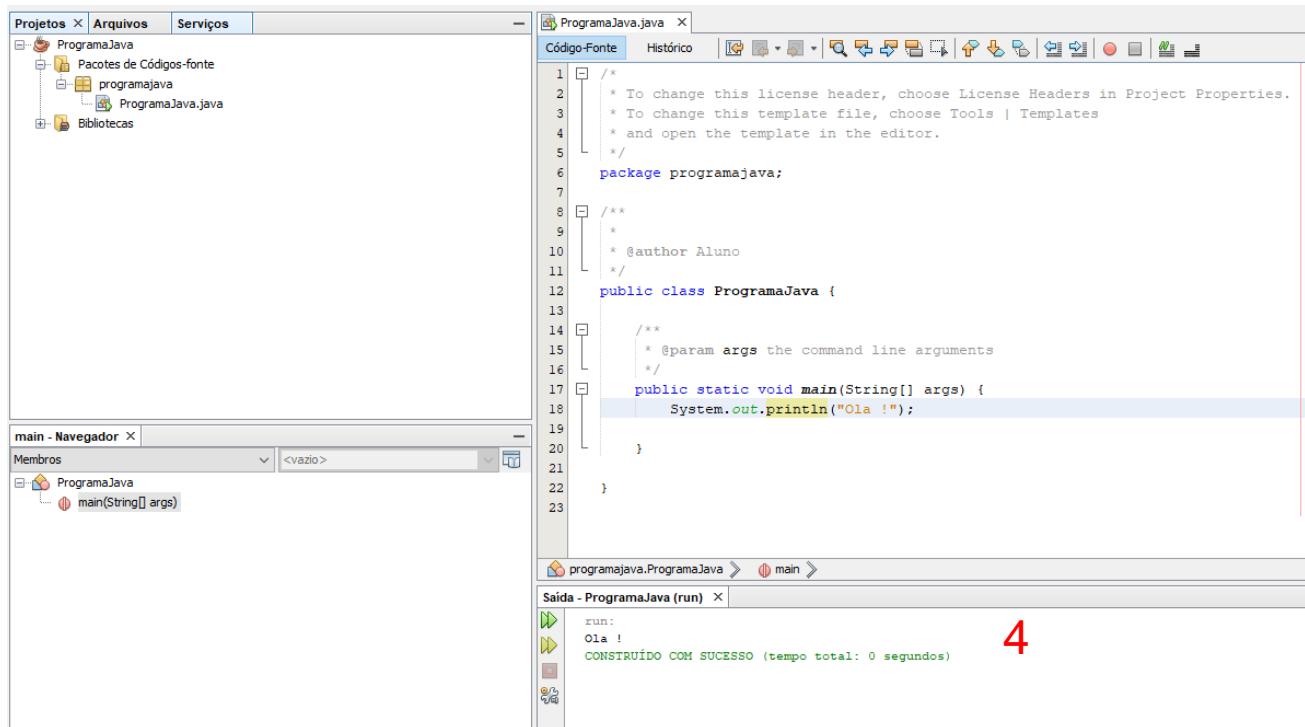 Projetos Arquivos Serviços
ProgramaJava
Pacotes de Códigos-fonte
programajava
ProgramaJava.java
Bibliotecas
main - Navegador
Membros <vazio>
ProgramaJava
main(String[] args)
ProgramaJava.java
Código-Fonte Histórico
1 /*
2 * To change this license header, choose License Headers in Project Properties.
3 * To change this template file, choose Tools | Templates
4 * and open the template in the editor.
5 */
6 package programajava;
7
8 /**
9 *
10 * @author Aluno
11 */
12 public class ProgramaJava {
13
14 /**
15 * @param args the command line arguments
16 */
17 public static void main(String[] args) {
18 System.out.println("Ola !");
19
20 }
21
22 }
23
programajava.ProgramaJava main
Saída - ProgramaJava (run)
run:
Ola !
CONSTRUÍDO COM SUCESSO (tempo total: 0 segundos)
4